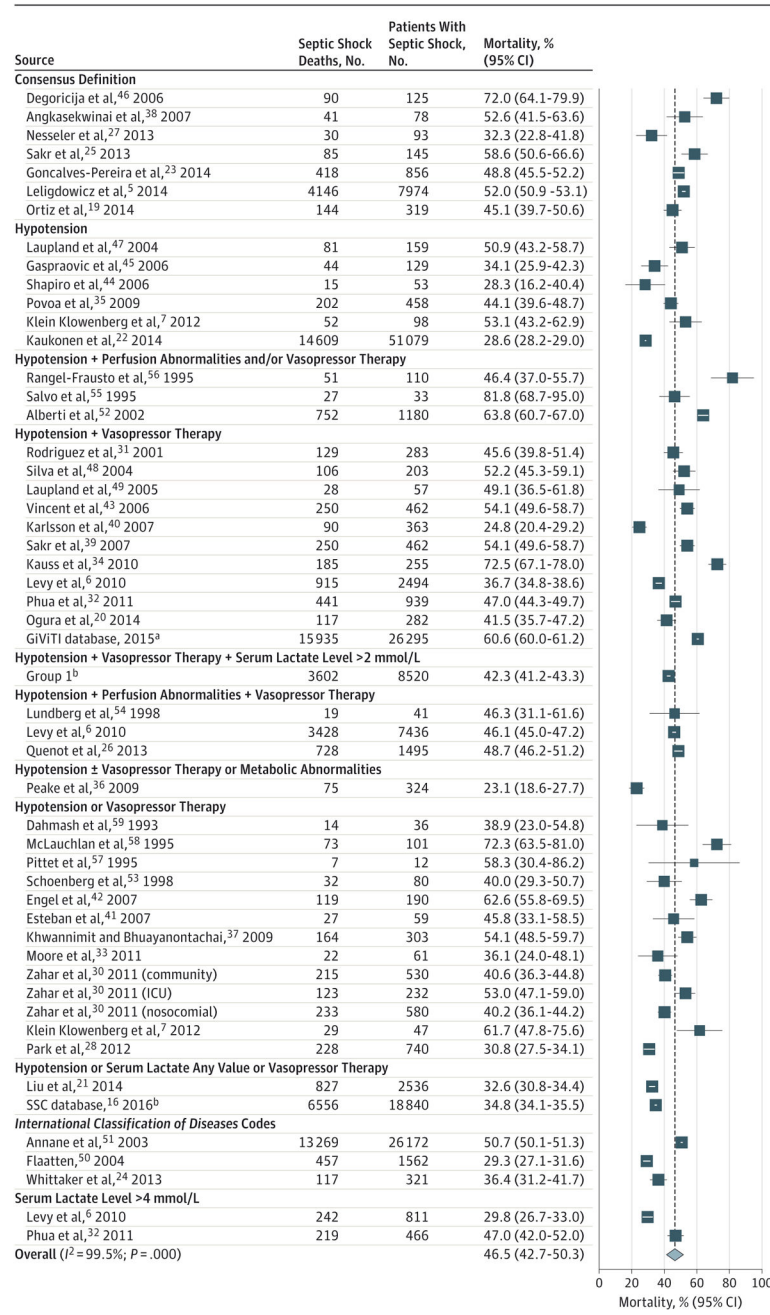 Source Septic Shock Deaths, No. Patients With Septic Shock, No. Mortality, % (95% CI)
Consensus Definition
Degoricija et al,46 2006 90 125 72.0 (64.1-79.9)
Angkasekwinai et al,38 2007 41 78 52.6 (41.5-63.6)
Nesseler et al,27 2013 30 93 32.3 (22.8-41.8)
Sakr et al,25 2013 85 145 58.6 (50.6-66.6)
Goncalves-Pereira et al,23 2014 418 856 48.8 (45.5-52.2)
Leligdowicz et al,5 2014 4146 7974 52.0 (50.9 -53.1)
Ortiz et al,19 2014 144 319 45.1 (39.7-50.6)
Hypotension
Laupland et al,47 2004 81 159 50.9 (43.2-58.7)
Gaspraovic et al,45 2006 44 129 34.1 (25.9-42.3)
Shapiro et al,44 2006 15 53 28.3 (16.2-40.4)
Povoa et al,35 2009 202 458 44.1 (39.6-48.7)
Klein Klowenberg et al,7 2012 52 98 53.1 (43.2-62.9)
Kaukonen et al,22 2014 14609 51079 28.6 (28.2-29.0)
Hypotension + Perfusion Abnormalities and/or Vasopressor Therapy
Rangel-Frausto et al,56 1995 51 110 46.4 (37.0-55.7)
Salvo et al,55 1995 27 33 81.8 (68.7-95.0)
Alberti et al,52 2002 752 1180 63.8 (60.7-67.0)
Hypotension + Vasopressor Therapy
Rodriguez et al,31 2001 129 283 45.6 (39.8-51.4)
Silva et al,48 2004 106 203 52.2 (45.3-59.1)
Laupland et al,49 2005 28 57 49.1 (36.5-61.8)
Vincent et al,43 2006 250 462 54.1 (49.6-58.7)
Karlsson et al,40 2007 90 363 24.8 (20.4-29.2)
Sakr et al,39 2007 250 462 54.1 (49.6-58.7)
Kauss et al,34 2010 185 255 72.5 (67.1-78.0)
Levy et al,6 2010 915 2494 36.7 (34.8-38.6)
Phua et al,32 2011 441 939 47.0 (44.3-49.7)
Ogura et al,20 2014 117 282 41.5 (35.7-47.2)
GiViTI database, 2015a 15935 26295 60.6 (60.0-61.2)
Hypotension + Vasopressor Therapy + Serum Lactate Level >2 mmol/L
Group 1b 3602 8520 42.3 (41.2-43.3)
Hypotension + Perfusion Abnormalities + Vasopressor Therapy
Lundberg et al,54 1998 19 41 46.3 (31.1-61.6)
Levy et al,6 2010 3428 7436 46.1 (45.0-47.2)
Quenot et al,26 2013 728 1495 48.7 (46.2-51.2)
Hypotension ± Vasopressor Therapy or Metabolic Abnormalities
Peake et al,36 2009 75 324 23.1 (18.6-27.7)
Hypotension or Vasopressor Therapy
Dahmash et al,59 1993 14 36 38.9 (23.0-54.8)
McLauchlan et al,58 1995 73 101 72.3 (63.5-81.0)
Pittet et al,57 1995 7 12 58.3 (30.4-86.2)
Schoenberg et al,53 1998 32 80 40.0 (29.3-50.7)
Engel et al,42 2007 119 190 62.6 (55.8-69.5)
Esteban et al,41 2007 27 59 45.8 (33.1-58.5)
Khwannimit and Bhuayanontachai,37 2009 164 303 54.1 (48.5-59.7)
Moore et al,33 2011 22 61 36.1 (24.0-48.1)
Zahar et al,30 2011 (community) 215 530 40.6 (36.3-44.8)
Zahar et al,30 2011 (ICU) 123 232 53.0 (47.1-59.0)
Zahar et al,30 2011 (nosocomial) 233 580 40.2 (36.1-44.2)
Klein Klowenberg et al,7 2012 29 47 61.7 (47.8-75.6)
Park et al,28 2012 228 740 30.8 (27.5-34.1)
Hypotension or Serum Lactate Any Value or Vasopressor Therapy
Liu et al,21 2014 827 2536 32.6 (30.8-34.4)
SSC database,16 2016b 6556 18840 34.8 (34.1-35.5)
International Classification of Diseases Codes
Annane et al,51 2003 13269 26172 50.7 (50.1-51.3)
Flaatten,50 2004 457 1562 29.3 (27.1-31.6)
Whittaker et al,24 2013 117 321 36.4 (31.2-41.7)
Serum Lactate Level >4 mmol/L
Levy et al,6 2010 242 811 29.8 (26.7-33.0)
Phua et al,32 2011 219 466 47.0 (42.0-52.0)
Overall (I2 = 99.5%; P = .000) 46.5 (42.7-50.3)
0 20 40 60 80 100
Mortality, % (95% CI)